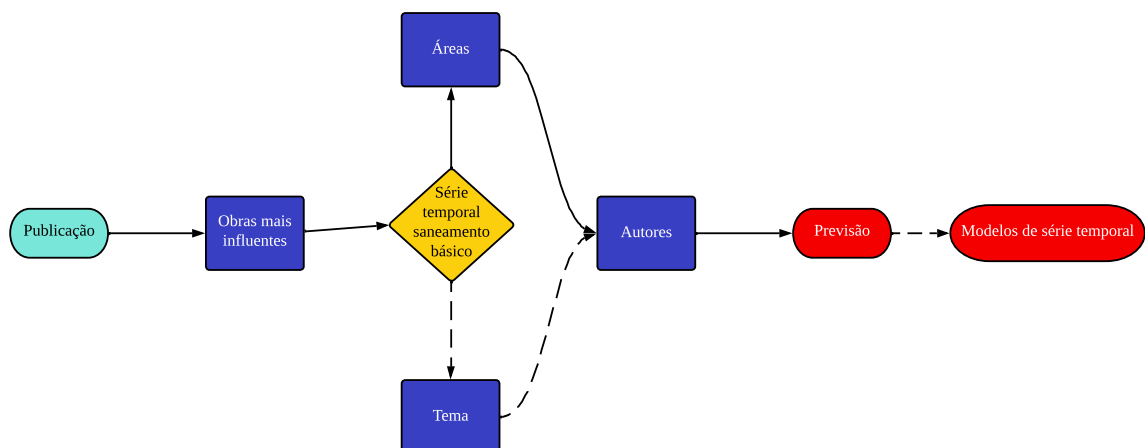 Áreas
Publicação
Obras mais
influentes
Série
temporal
saneamento
básico
Autores
Previsão
Modelos de série temporal
Tema